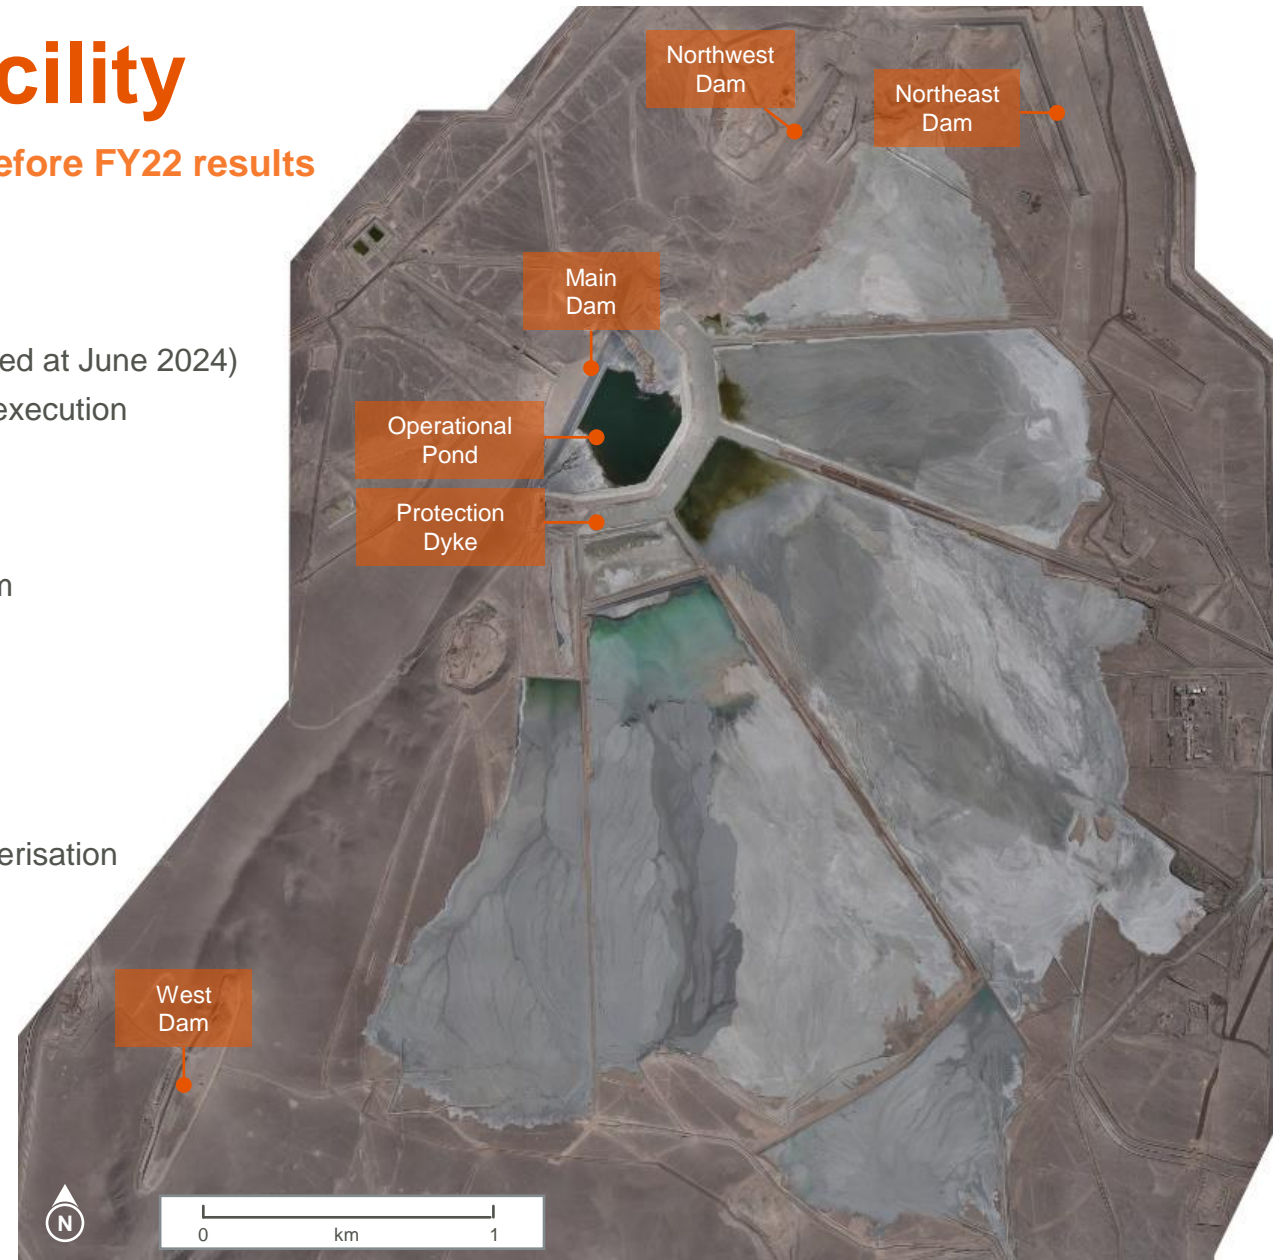 cility
efore FY22 results
ed at June 2024)
execution
m
erisation
Northwest
Dam
Northeast
Dam
Main
Dam
Operational
Pond
Protection
Dyke
West
Dam
N
0 km 1